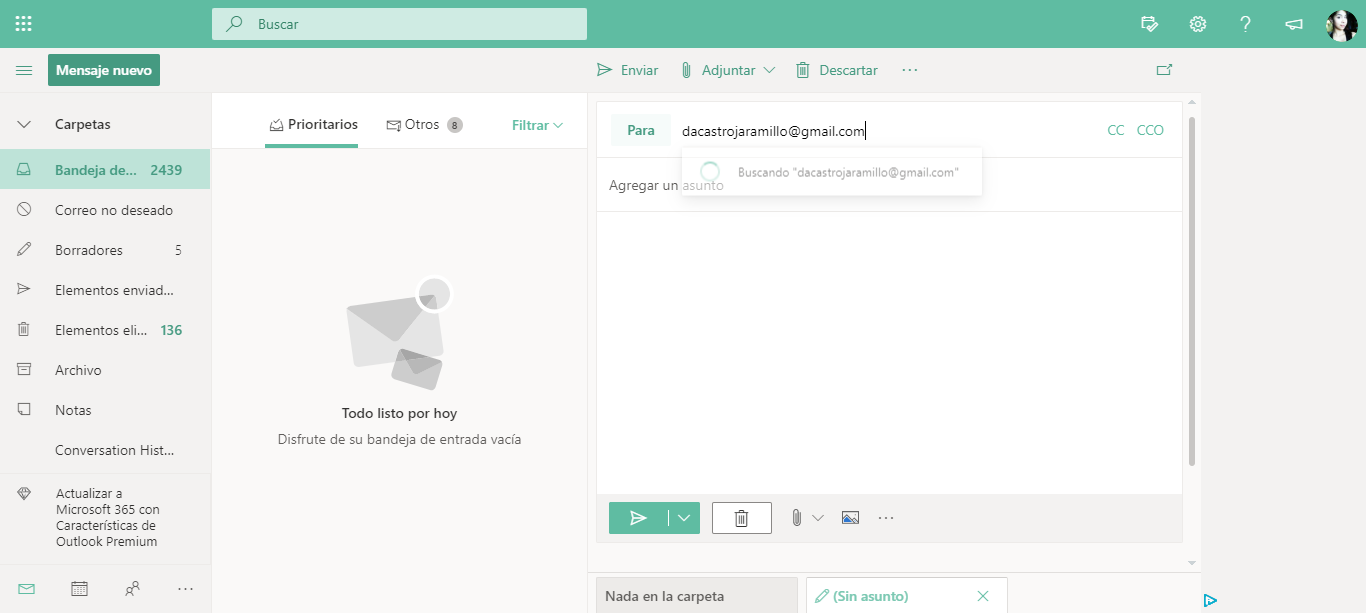 Buscar
Mensaje nuevo
Enviar
Adjuntar
Descartar
Carpetas
Bandeja de... 2439
Correo no deseado
Borradores 5
Elementos enviad...
Elementos eli... 136
Archivo
Notas
Conversation Hist...
Actualizar a
Microsoft 365 con
Características de
Outlook Premium
Prioritarios
Otros 8
Filtrar
Todo listo por hoy
Disfrute de su bandeja de entrada vacía
Para dacastrojaramillo@gmail.com CC CCO
Buscando "dacastrojaramillo@gmail.com"
Agregar un asunto
Nada en la carpeta
(Sin asunto)